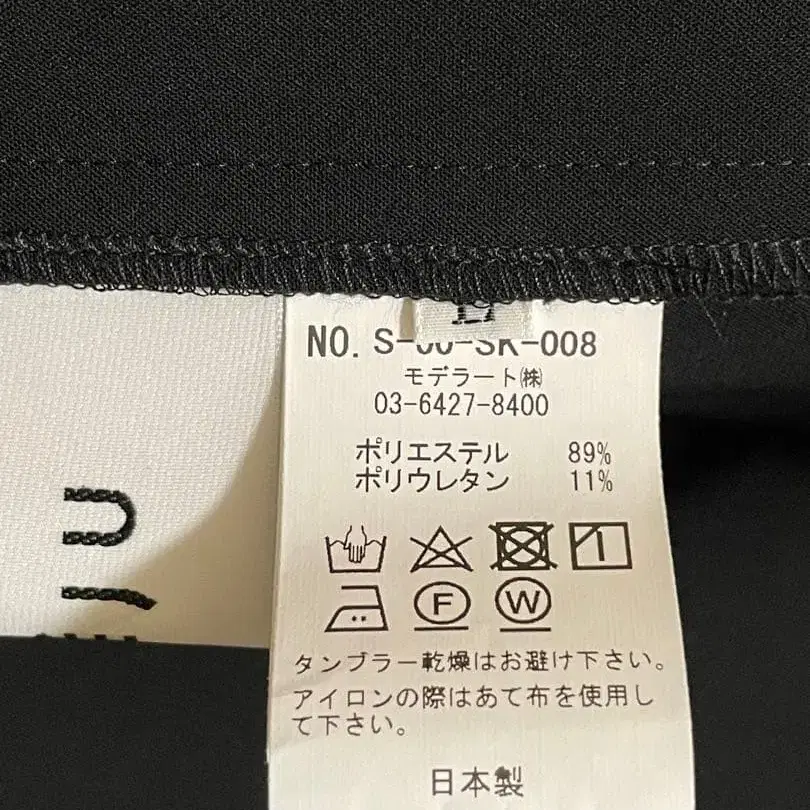 NO. S-00-SK-008
モデラート㈱
03-6427-8400
ポリエステル 89%
ポリウレタン 11%
F W
タンブラー乾燥はお避け下さい。
アイロンの際はあて布を使用し
て下さい。
日本製